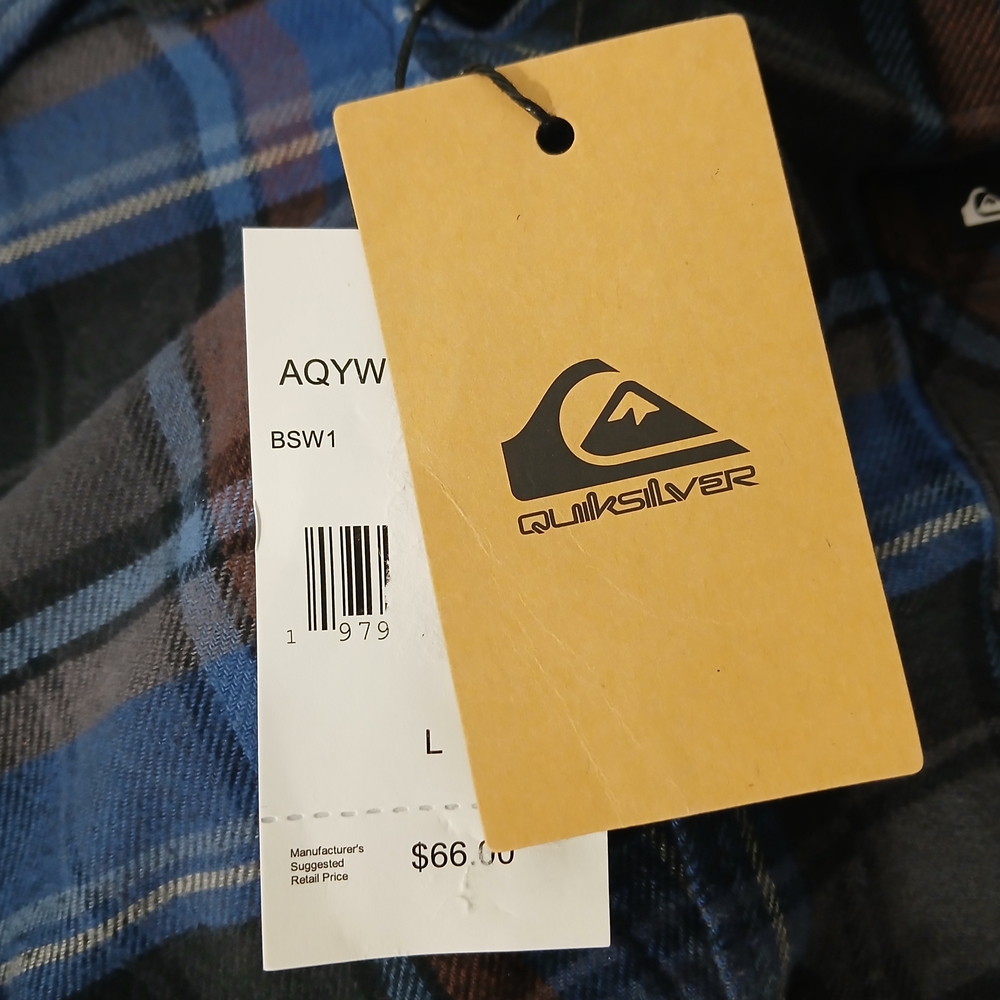 QUIKSILVER
AQYW
BSW1
1 979
L
Manufacturer's
Suggested
Retail Price
$66.00